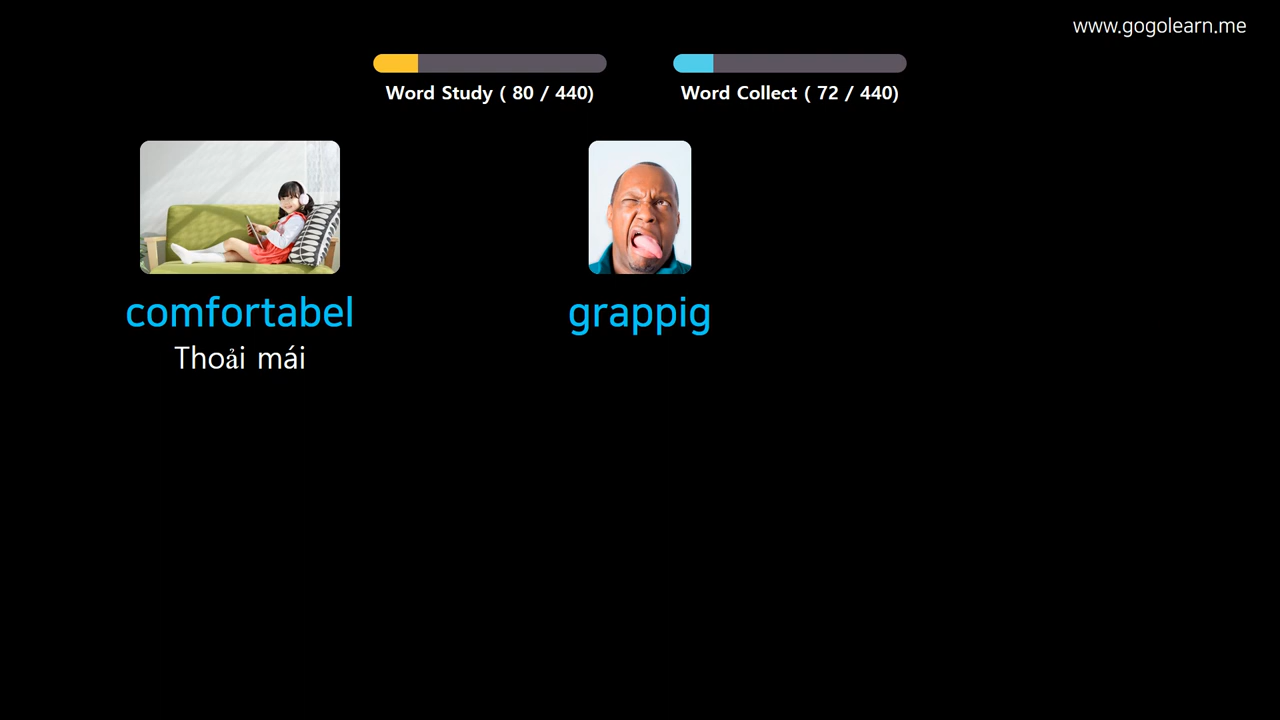 www.gogolearn.me
Word Study ( 80 / 440)
Word Collect ( 72 / 440)
comfortabel
Thoải mái
grappig